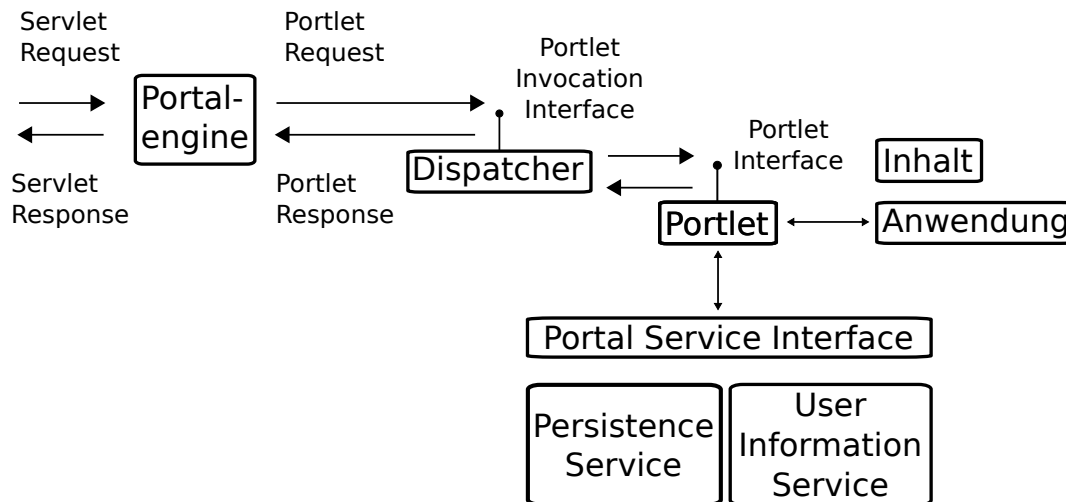 Servlet
Request
Portlet
Request
Portlet
Invocation
Interface
Portal-
engine
Portlet
Interface
Dispatcher
Inhalt
Servlet
Response
Portlet
Response
Portlet
Anwendung
Portal Service Interface
Persistence
Service
User
Information
Service